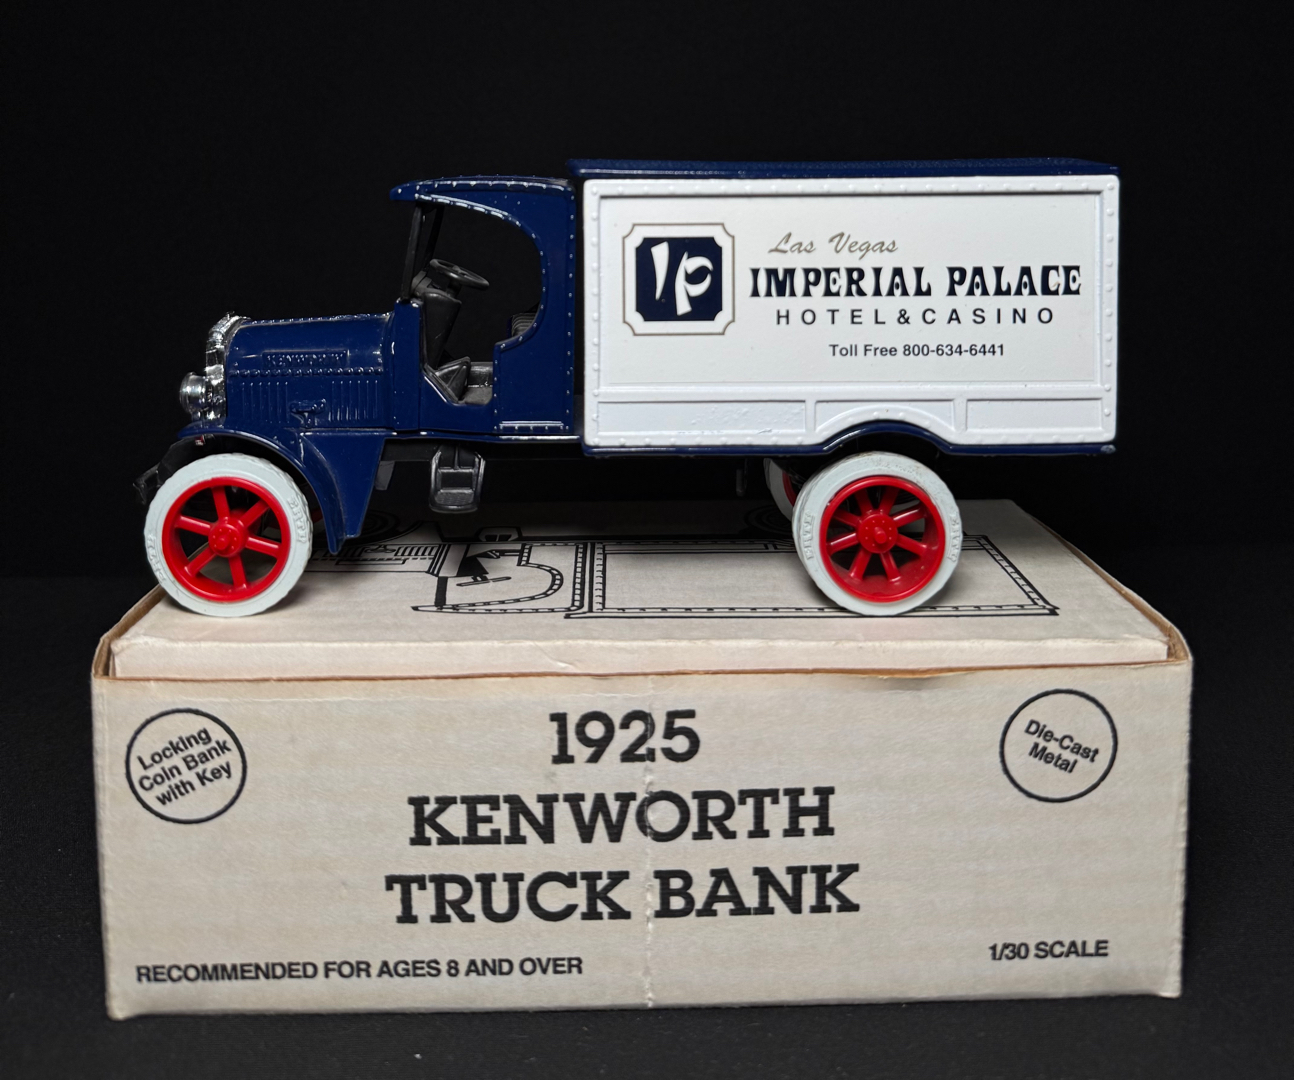 IP
Las Vegas
IMPERIAL PALACE
HOTEL & CASINO
Toll Free 800-634-6441
KENWORTH
Locking
Coin Bank
with Key
Die-Cast
Metal
1925
KENWORTH
TRUCK BANK
RECOMMENDED FOR AGES 8 AND OVER
1/30 SCALE